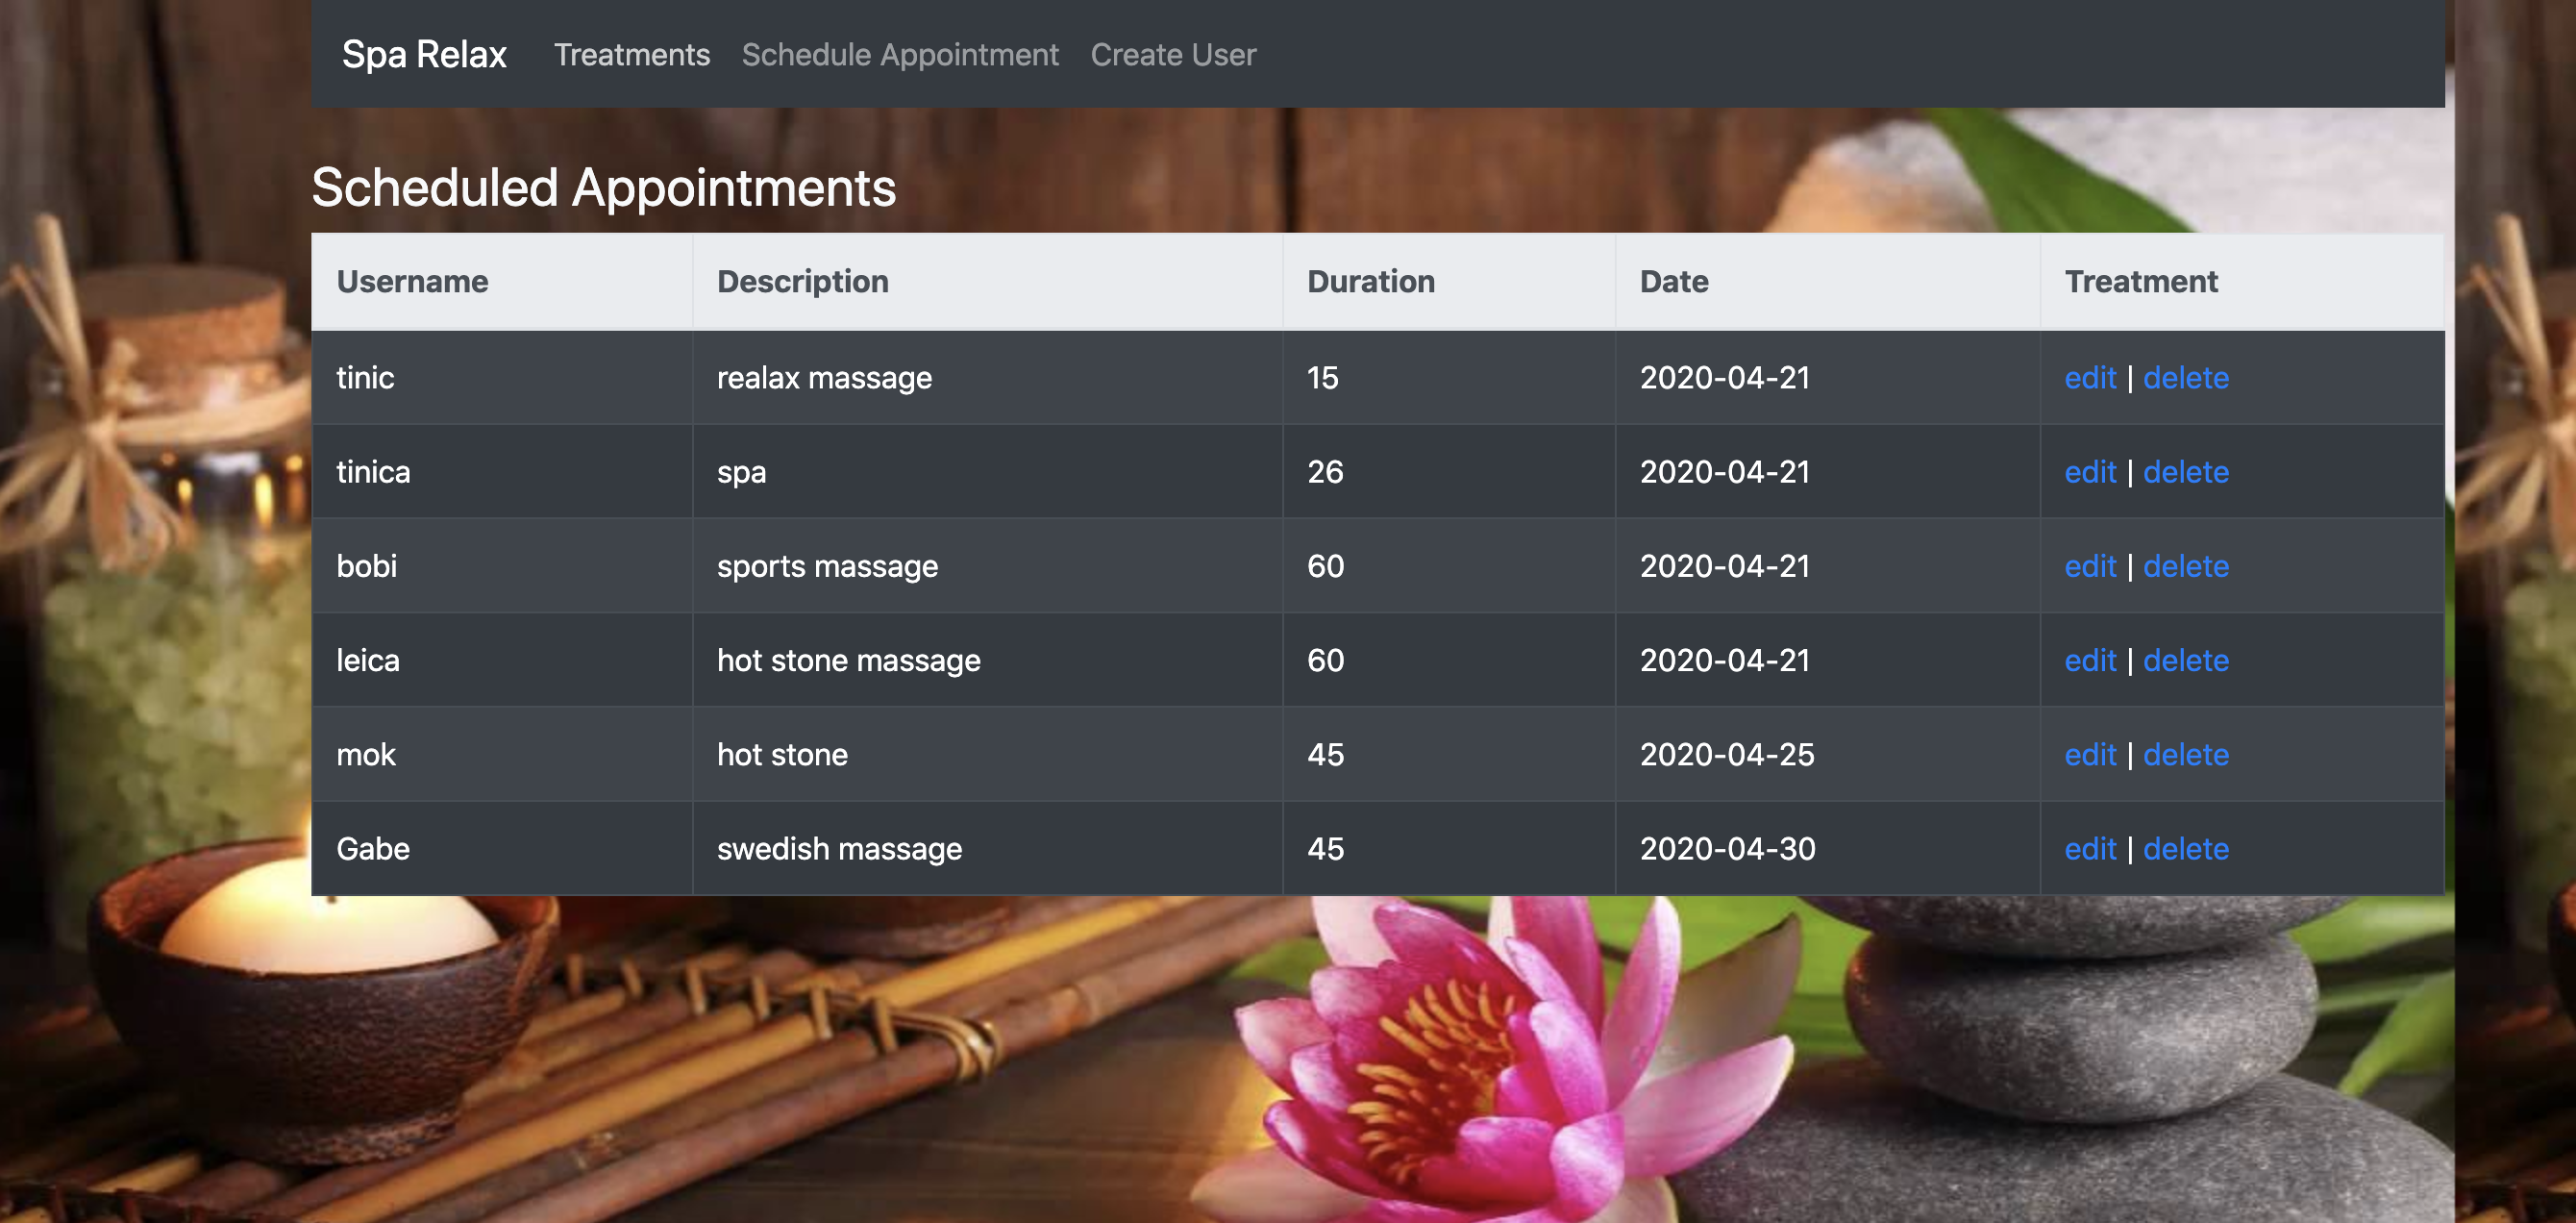 Spa Relax Treatments Schedule Appointment Create User
Scheduled Appointments
Username Description Duration Date Treatment
tinic realax massage 15 2020-04-21 edit | delete
tinica spa 26 2020-04-21 edit | delete
bobi sports massage 60 2020-04-21 edit | delete
leica hot stone massage 60 2020-04-21 edit | delete
mok hot stone 45 2020-04-25 edit | delete
Gabe swedish massage 45 2020-04-30 edit | delete